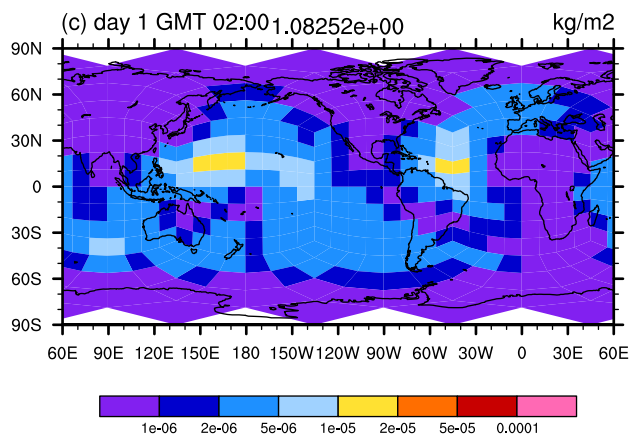 (c) day 1 GMT 02:00 1.08252e+00 kg/m2
90N
60N
30N
0
30S
60S
90S
60E 90E 120E 150E 180 150W 120W 90W 60W 30W 0 30E 60E
1e-06 2e-06 5e-06 1e-05 2e-05 5e-05 0.0001